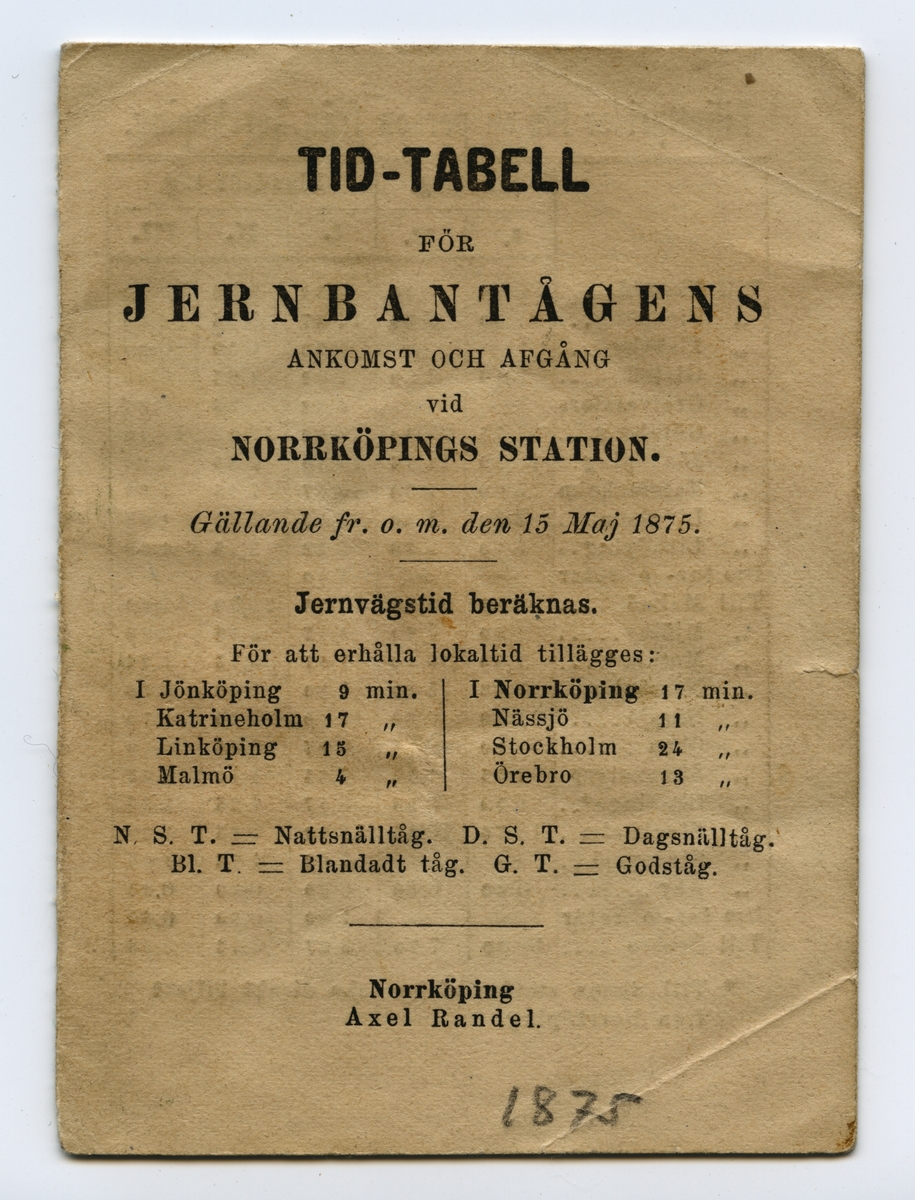 TID-TABELL
FÖR
JERNBANTÅGENS
ANKOMST OCH AFGÅNG
vid
NORRKÖPINGS STATION.
Gällande fr. o. m. den 15 Maj 1875.
Jernvägstid beräknas.
För att erhålla lokaltid tillägges:
I Jönköping 9 min.
Katrineholm 17 „
Linköping 15 „
Malmö 4 „
I Norrköping 17 min.
Nässjö 11 „
Stockholm 24 „
Örebro 13 „
N. S. T. = Nattsnälltåg. D. S. T. = Dagsnälltåg.
Bl. T. = Blandadt tåg. G. T. = Godståg.
Norrköping
Axel Randel.
1875